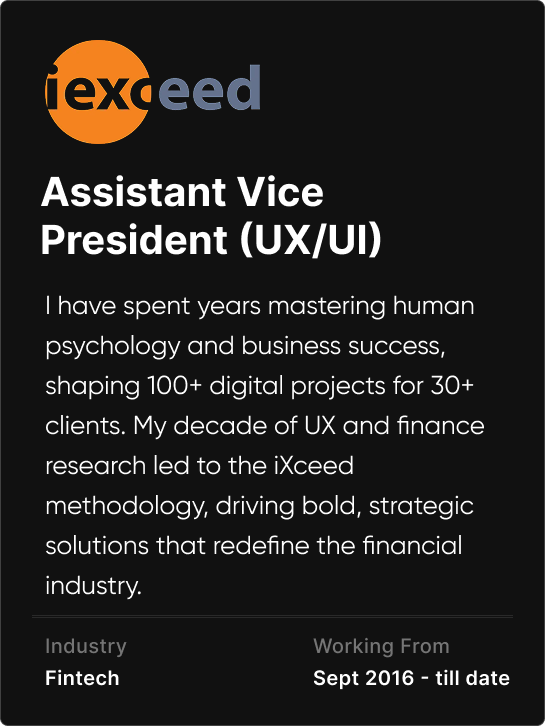 iexceed
Assistant Vice
President (UX/UI)
I have spent years mastering human
psychology and business success,
shaping 100+ digital projects for 30+
clients. My decade of UX and finance
research led to the iXceed
methodology, driving bold, strategic
solutions that redefine the financial
industry.
Industry
Working From
Fintech
Sept 2016 - till date